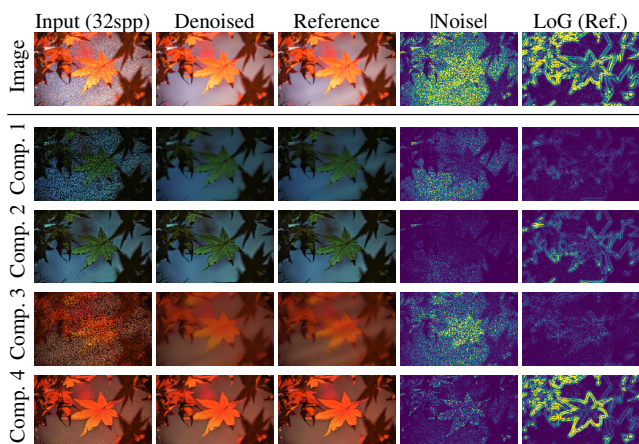 Input (32spp) Denoised Reference |Noise| LoG (Ref.)
Image
Comp. 1
Comp. 2
Comp. 3
Comp. 4